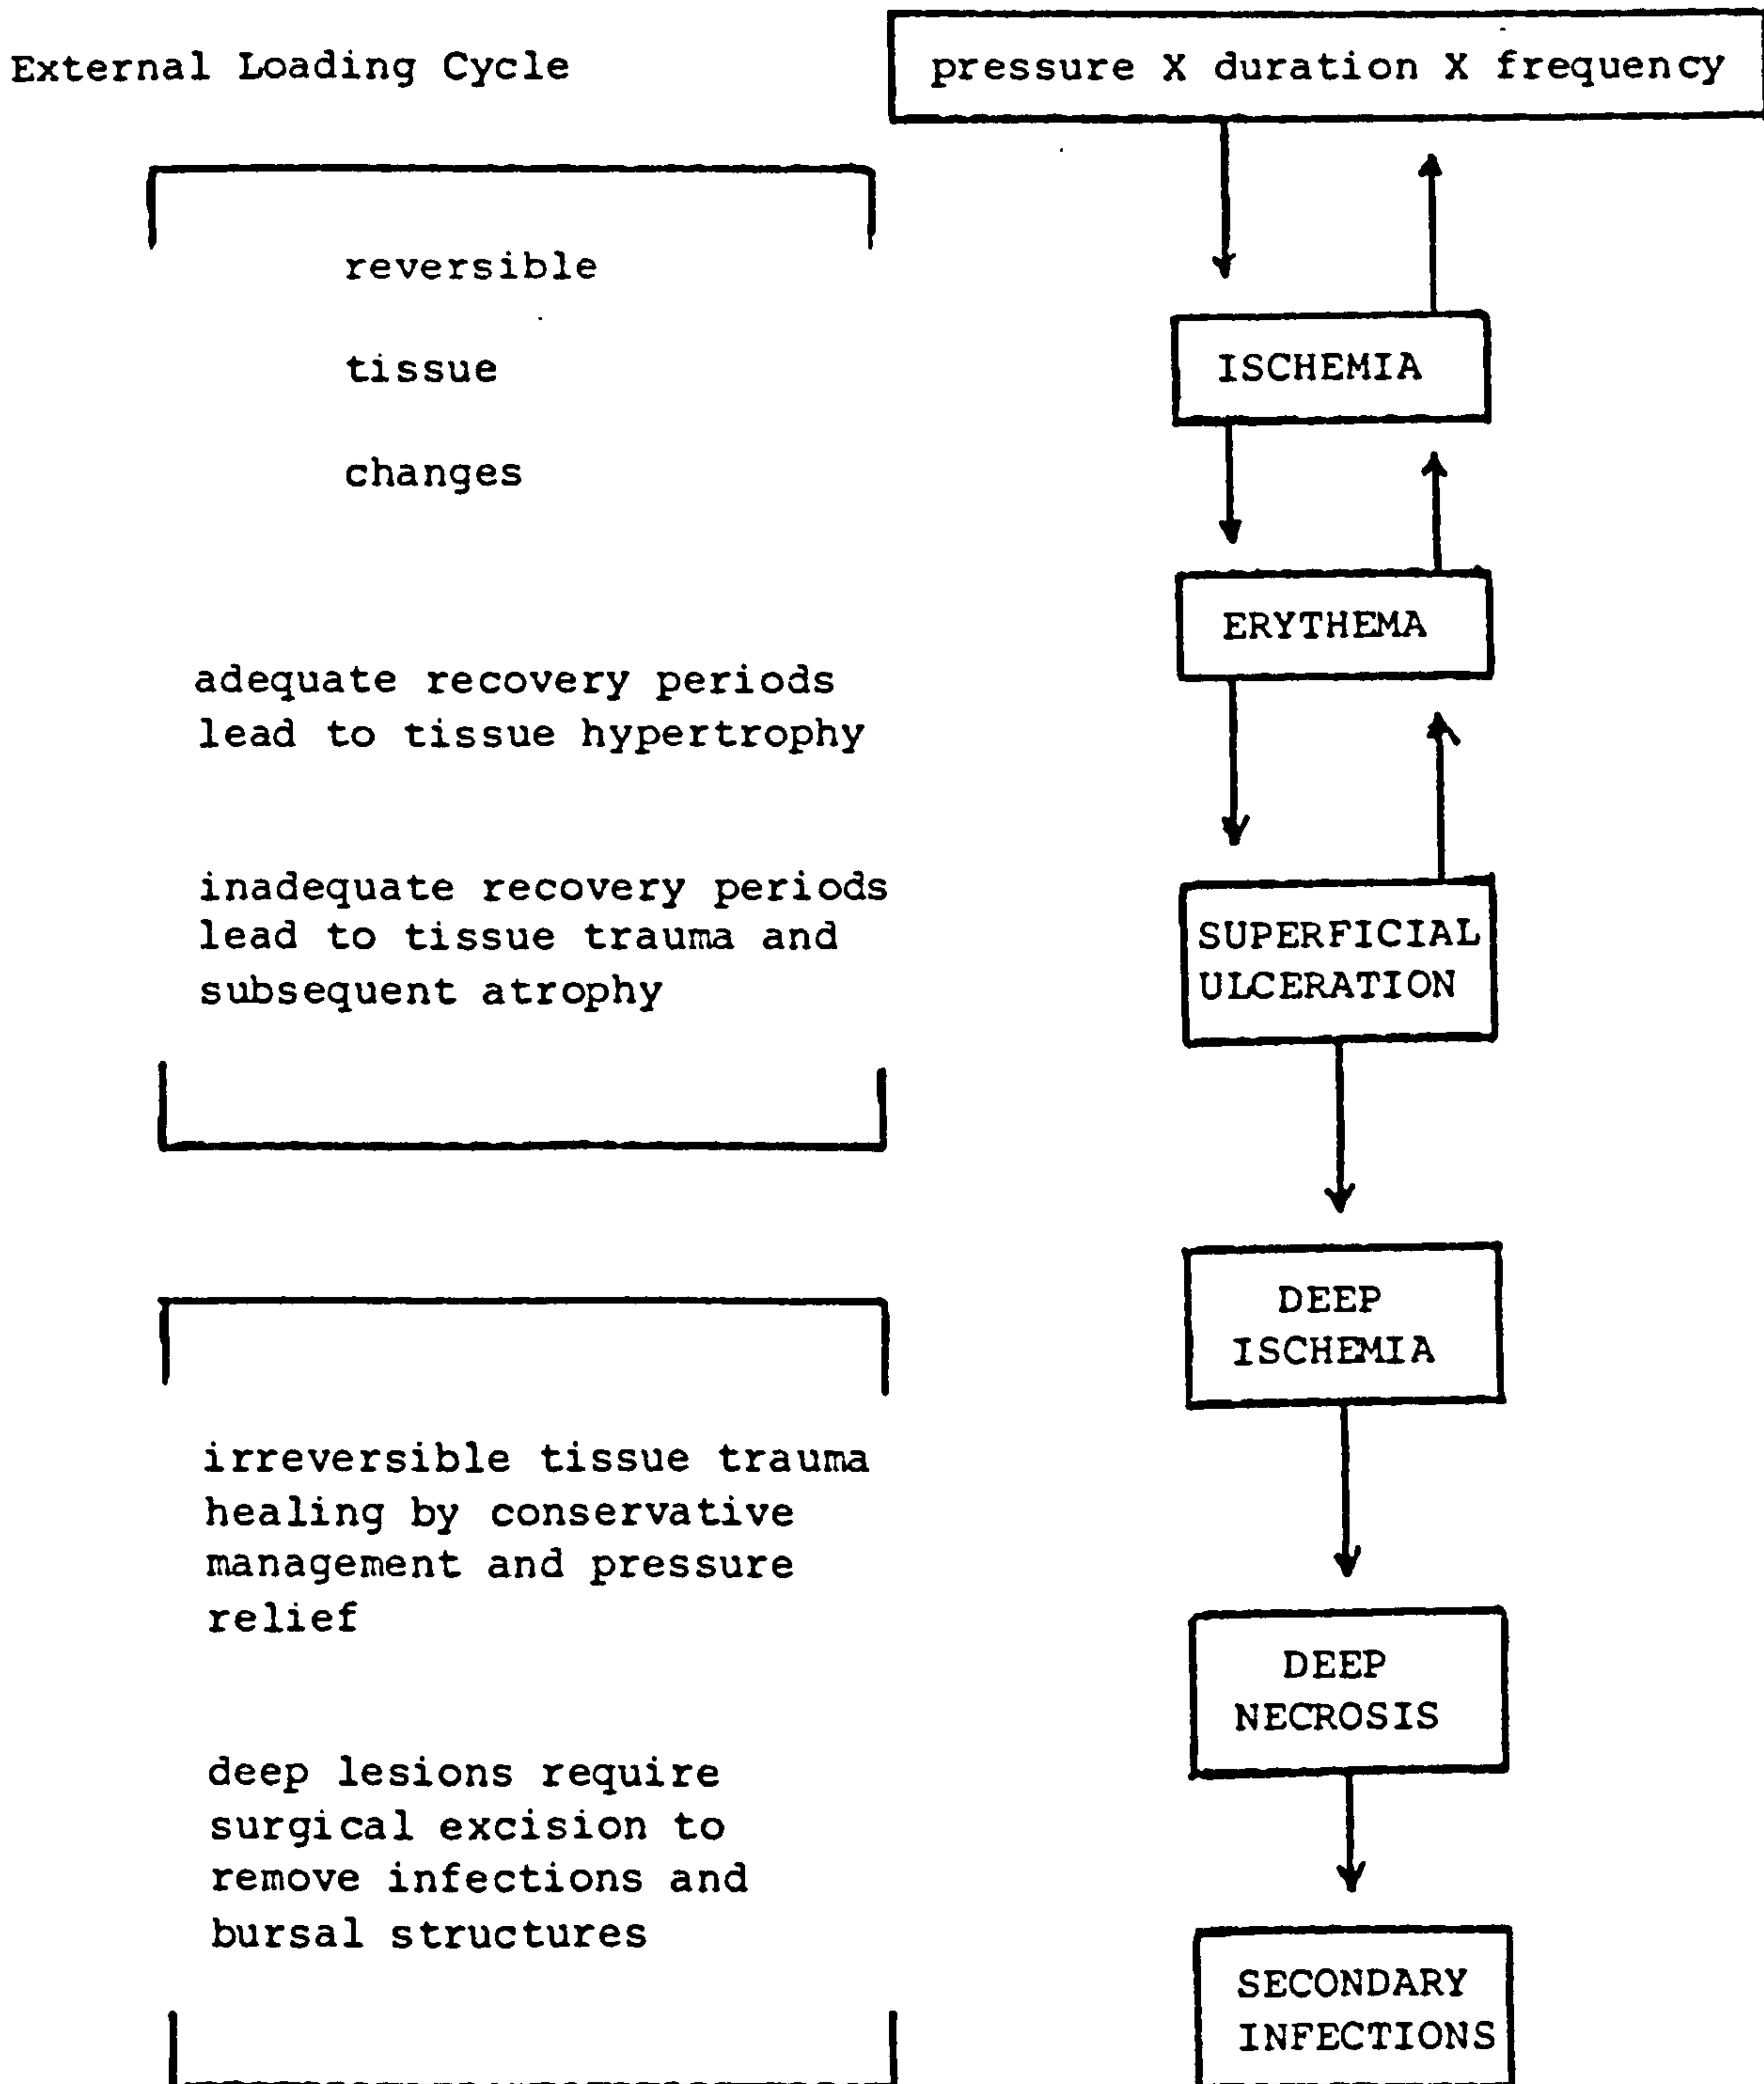 External Loading Cycle
pressure X duration X frequency
reversible
tissue
changes
adequate recovery periods
lead to tissue hypertrophy
inadequate recovery periods
lead to tissue trauma and
subsequent atrophy
irreversible tissue trauma
healing by conservative
management and pressure
relief
deep lesions require
surgical excision to
remove infections and
bursal structures
ISCHEMIA
ERYTHEMA
SUPERFICIAL
ULCERATION
DEEP
ISCHEMIA
DEEP
NECROSIS
SECONDARY
INFECTIONS